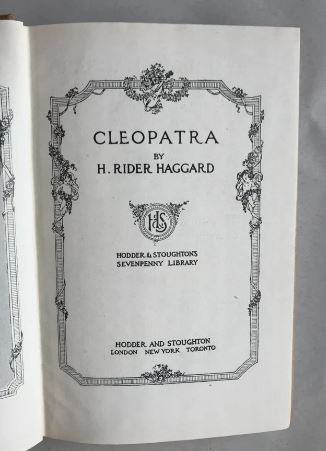 CLEOPATRA
BY
H. RIDER HAGGARD
H&S
HODDER & STOUGHTON'S
SEVENPENNY LIBRARY
HODDER AND STOUGHTON
LONDON NEW YORK TORONTO